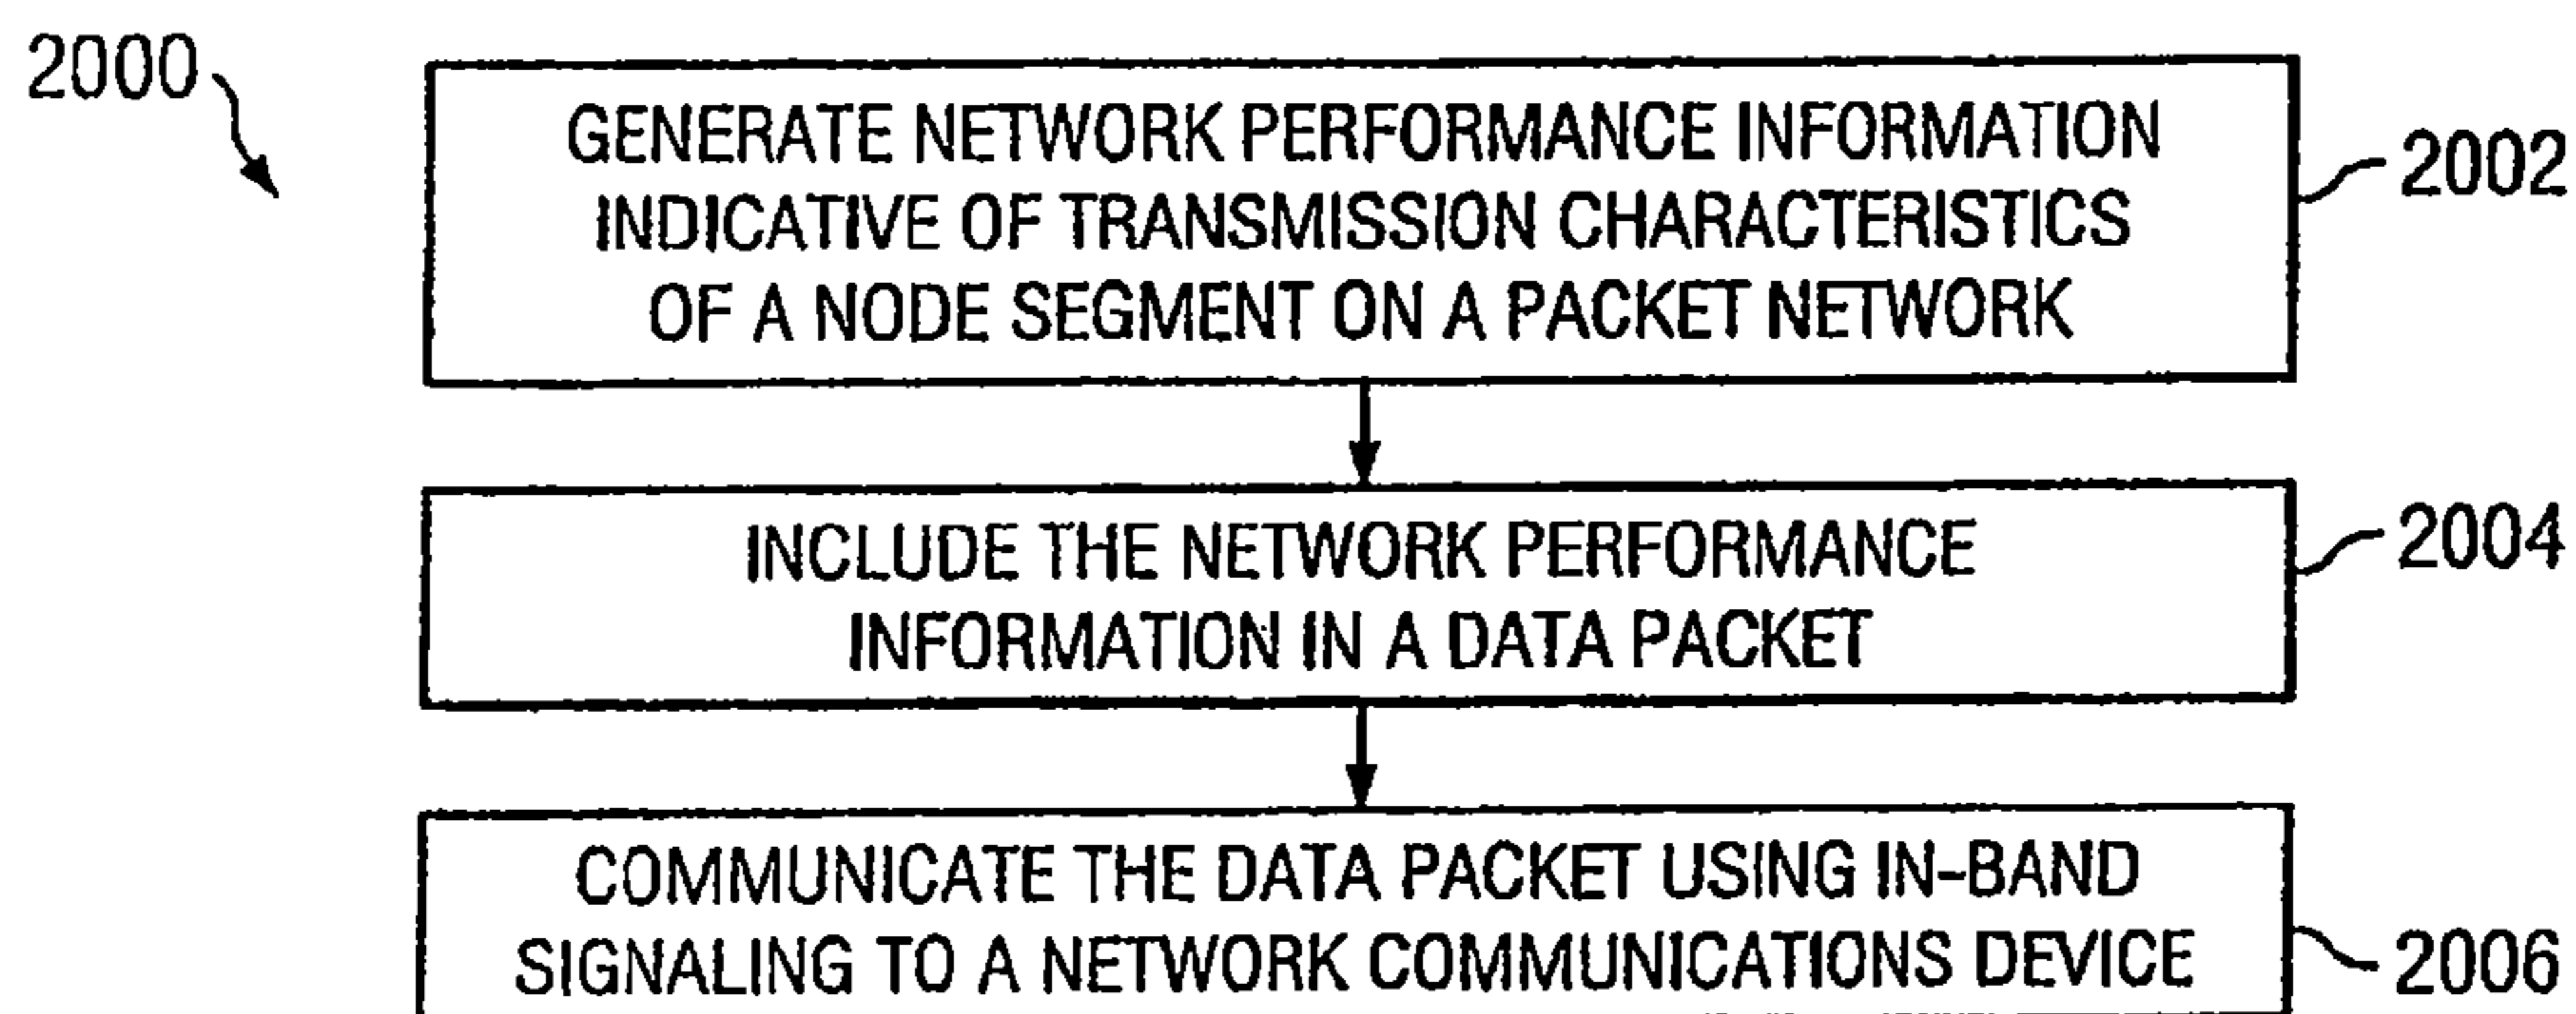 2000
GENERATE NETWORK PERFORMANCE INFORMATION
INDICATIVE OF TRANSMISSION CHARACTERISTICS
OF A NODE SEGMENT ON A PACKET NETWORK
2002
INCLUDE THE NETWORK PERFORMANCE
INFORMATION IN A DATA PACKET
2004
COMMUNICATE THE DATA PACKET USING IN-BAND
SIGNALING TO A NETWORK COMMUNICATIONS DEVICE
2006